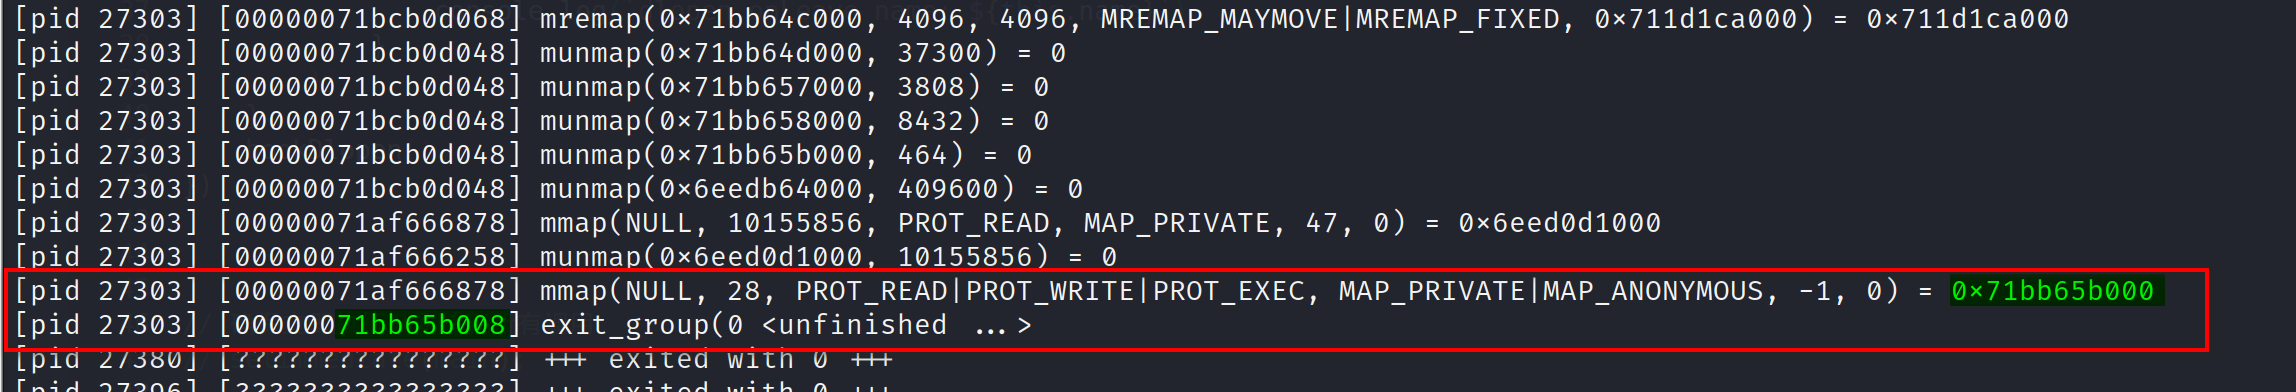 [pid 27303] [00000071bcb0d068] mremap(0×71bb64c000, 4096, 4096, MREMAP_MAYMOVE|MREMAP_FIXED, 0×711d1ca000) = 0×711d1ca000
[pid 27303] [00000071bcb0d048] munmap(0×71bb64d000, 37300) = 0
[pid 27303] [00000071bcb0d048] munmap(0×71bb657000, 3808) = 0
[pid 27303] [00000071bcb0d048] munmap(0×71bb658000, 8432) = 0
[pid 27303] [00000071bcb0d048] munmap(0×71bb65b000, 464) = 0
[pid 27303] [00000071bcb0d048] munmap(0×6eedb64000, 409600) = 0
[pid 27303] [00000071af666878] mmap(NULL, 10155856, PROT_READ, MAP_PRIVATE, 47, 0) = 0×6eed0d1000
[pid 27303] [00000071af666258] munmap(0×6eed0d1000, 10155856) = 0
[pid 27303] [00000071af666878] mmap(NULL, 28, PROT_READ|PROT_WRITE|PROT_EXEC, MAP_PRIVATE|MAP_ANONYMOUS, -1, 0) = 0×71bb65b000
[pid 27303] [00000071bb65b008] exit_group(0 <unfinished ...>
[pid 27380] [????????????????] +++ exited with 0 +++
[pid 27396] [????????????????] +++ exited with 0 +++